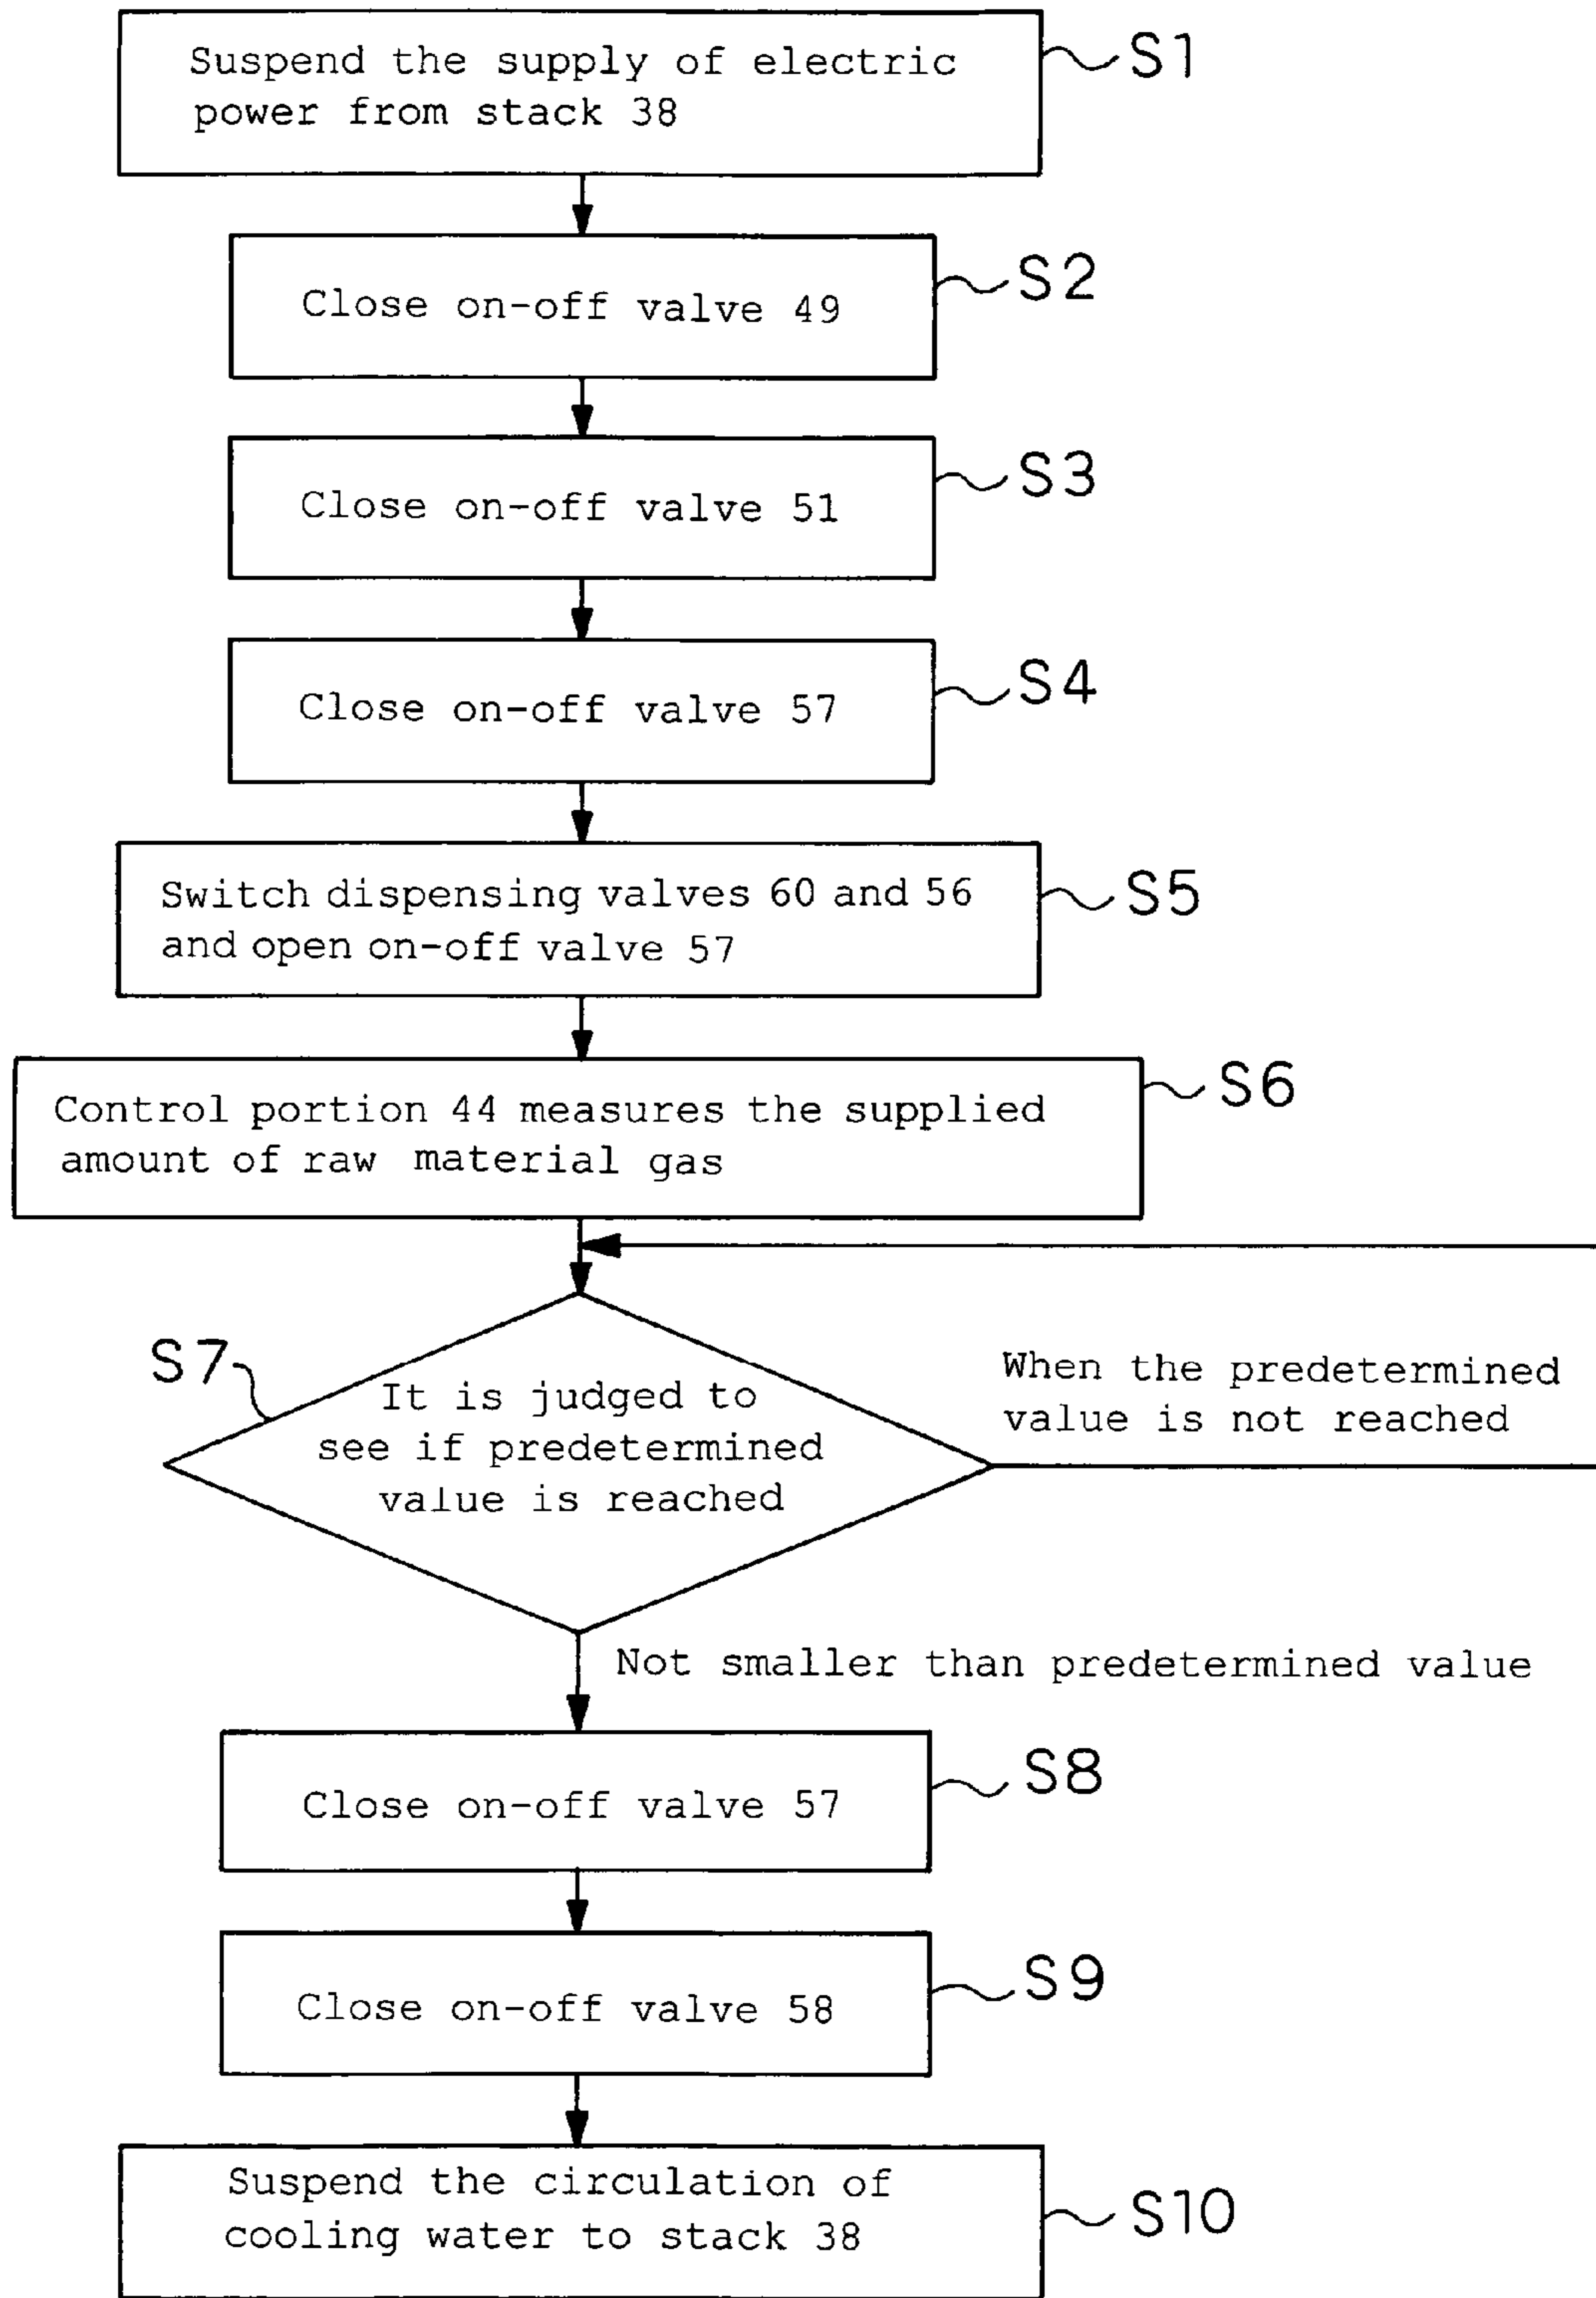 Suspend the supply of electric
power from stack 38
S1
Close on-off valve 49
S2
Close on-off valve 51
S3
Close on-off valve 57
S4
Switch dispensing valves 60 and 56
and open on-off valve 57
S5
Control portion 44 measures the supplied
amount of raw material gas
S6
S7
It is judged to
see if predetermined
value is reached
When the predetermined
value is not reached
Not smaller than predetermined value
Close on-off valve 57
S8
Close on-off valve 58
S9
Suspend the circulation of
cooling water to stack 38
S10